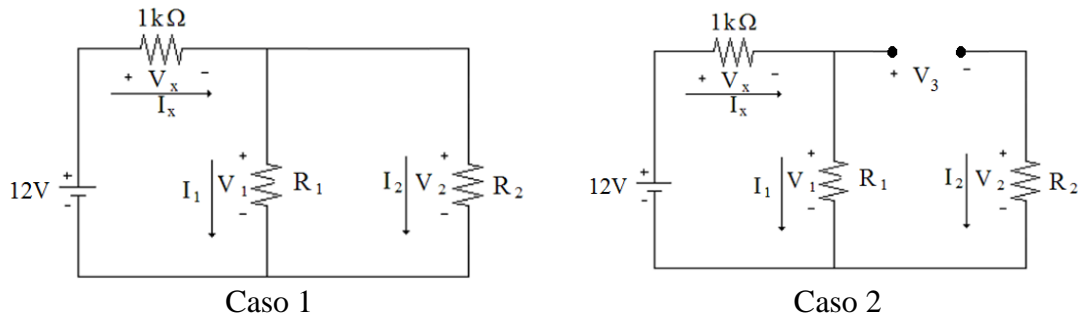 1kΩ
+ Vx -
Ix
12V
+
-
I1
+
V1
-
R1
I2
+
V2
-
R2
Caso 1
1kΩ
+ Vx -
Ix
+ V3 -
12V
+
-
I1
+
V1
-
R1
I2
+
V2
-
R2
Caso 2